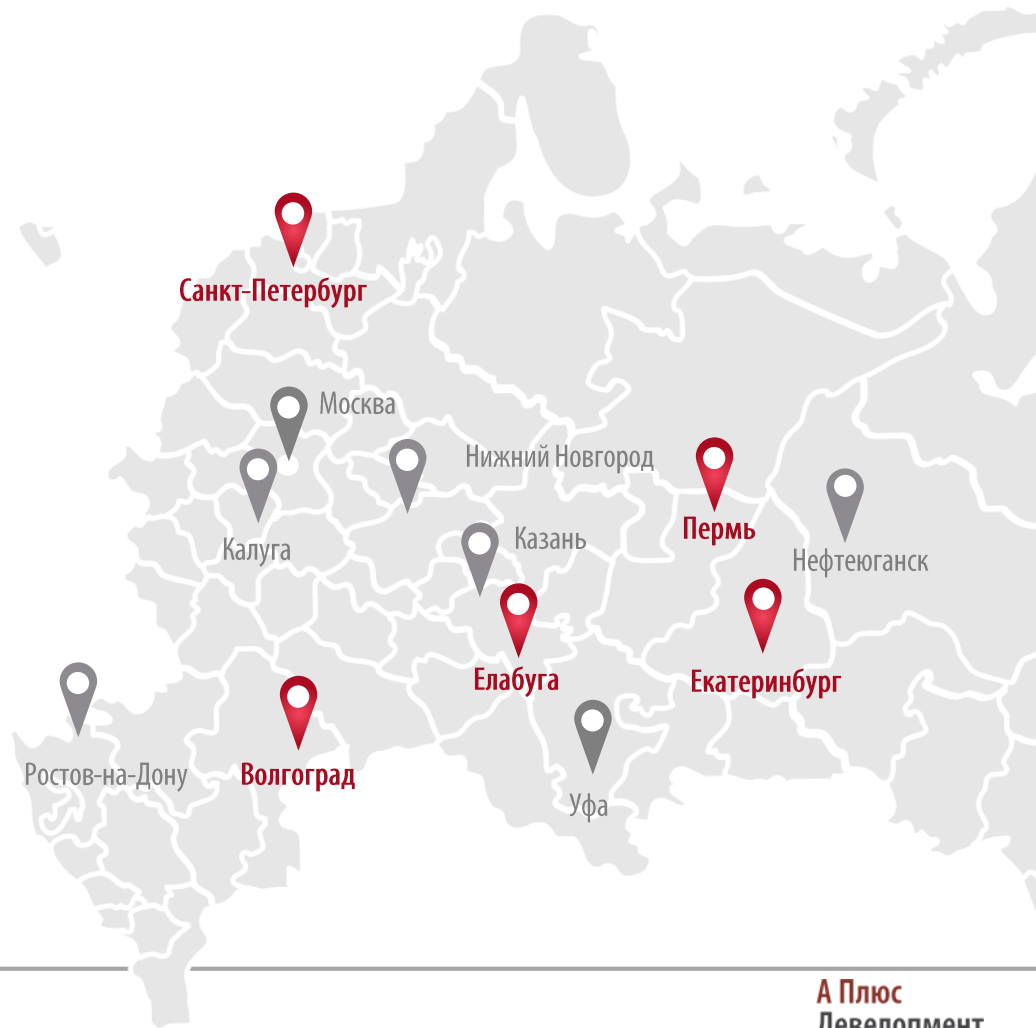 Санкт-Петербург
Москва
Нижний Новгород
Пермь
Казань
Калуга
Нефтеюганск
Елабуга
Екатеринбург
Ростов-на-Дону
Волгоград
Уфа
А Плюс
Девелопмент